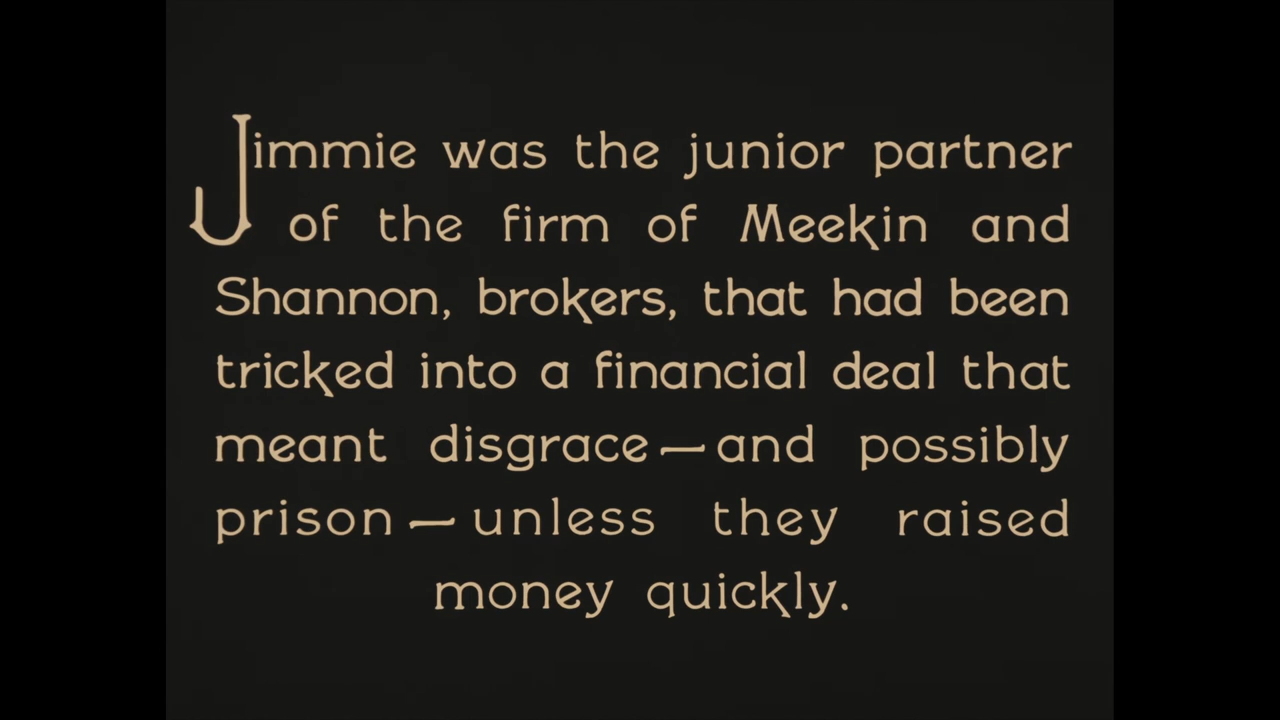 Jimmie was the junior partner
of the firm of Meekin and
Shannon, brokers, that had been
tricked into a financial deal that
meant disgrace—and possibly
prison—unless they raised
money quickly.